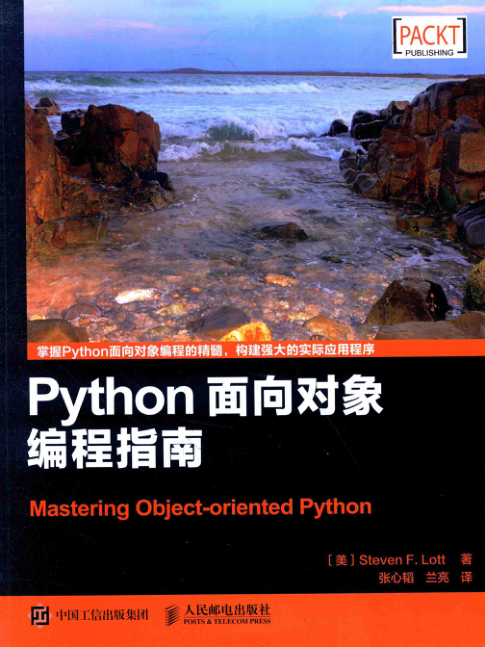 [PACKT]
PUBLISHING
掌握Python面向对象编程的精髓，构建强大的实际应用程序
Python 面向对象
编程指南
Mastering Object-oriented Python
［美］Steven F. Lott 著
张心韬 兰亮 译
中国工信出版集团
人民邮电出版社
POSTS & TELECOM PRESS